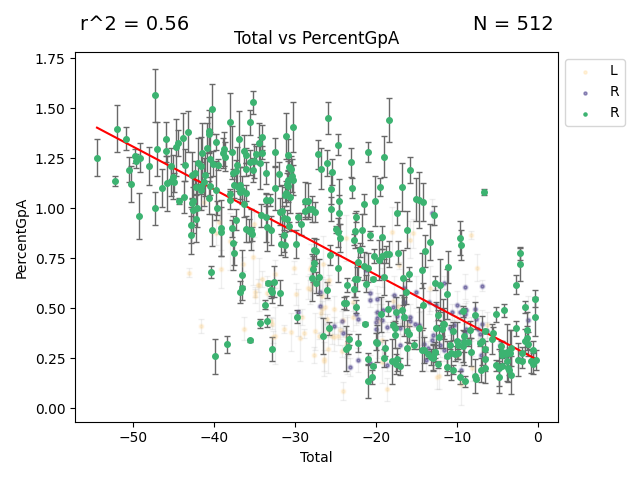 r^2 = 0.56 N = 512
Total vs PercentGpA
1.75
1.50
1.25
1.00
0.75
0.50
0.25
0.00
PercentGpA
−50 −40 −30 −20 −10 0
Total
L
R
R